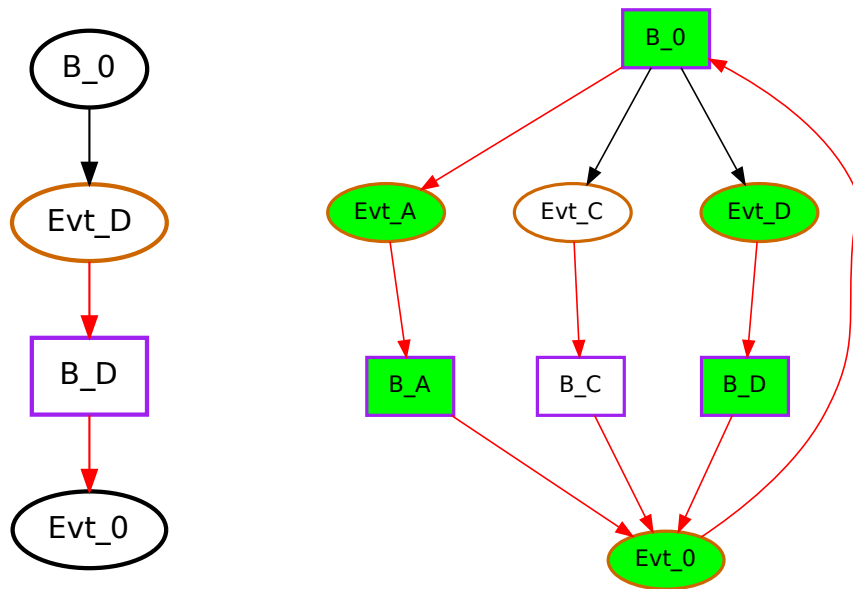 B_0
Evt_D
B_D
Evt_0
B_0
Evt_A
Evt_C
Evt_D
B_A
B_C
B_D
Evt_0